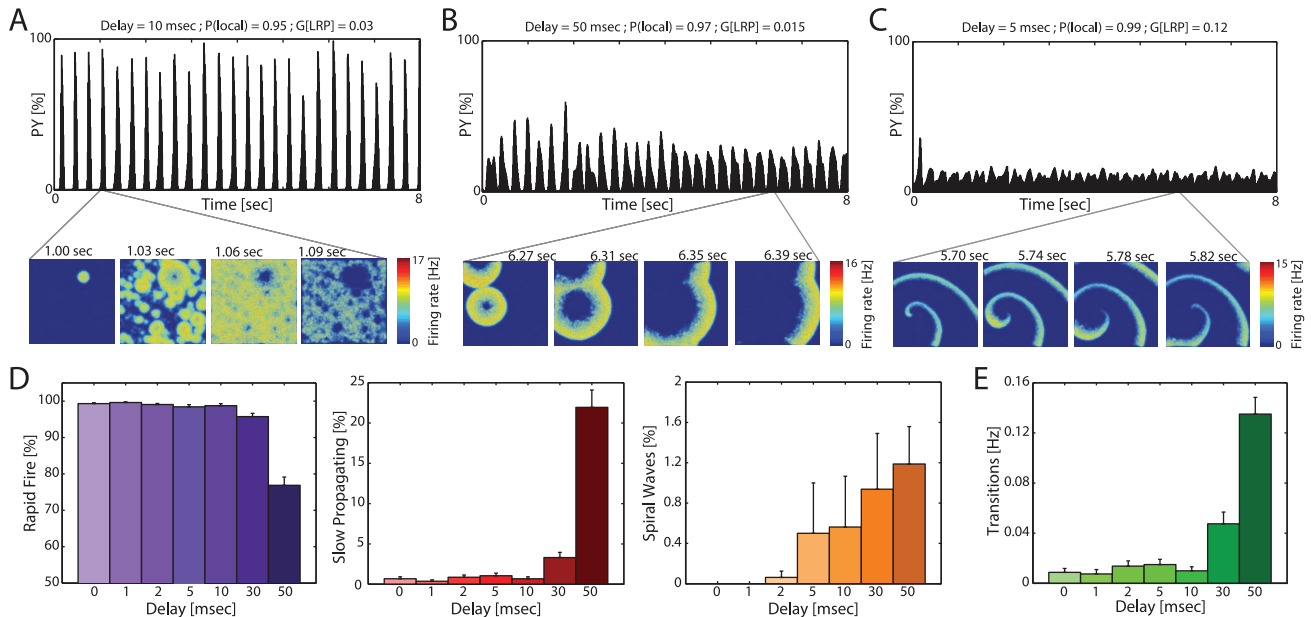 A
Delay = 10 msec ; P(local) = 0.95 ; G[LRP] = 0.03
100
PY [%]
0
0
Time [sec]
8
1.00 sec
1.03 sec
1.06 sec
1.09 sec
17
Firing rate [Hz]
0
B
Delay = 50 msec ; P(local) = 0.97 ; G[LRP] = 0.015
100
PY [%]
0
0
Time [sec]
8
6.27 sec
6.31 sec
6.35 sec
6.39 sec
16
Firing rate [Hz]
0
C
Delay = 5 msec ; P(local) = 0.99 ; G[LRP] = 0.12
100
PY [%]
0
0
Time [sec]
8
5.70 sec
5.74 sec
5.78 sec
5.82 sec
15
Firing rate [Hz]
0
D
Rapid Fire [%]
100
90
80
70
60
50
0 1 2 5 10 30 50
Delay [msec]
Slow Propagating [%]
25
20
15
10
5
0
0 1 2 5 10 30 50
Delay [msec]
Spiral Waves [%]
2
1.6
1.2
0.8
0.4
0
0 1 2 5 10 30 50
Delay [msec]
E
Transitions [Hz]
0.16
0.12
0.08
0.04
0
0 1 2 5 10 30 50
Delay [msec]